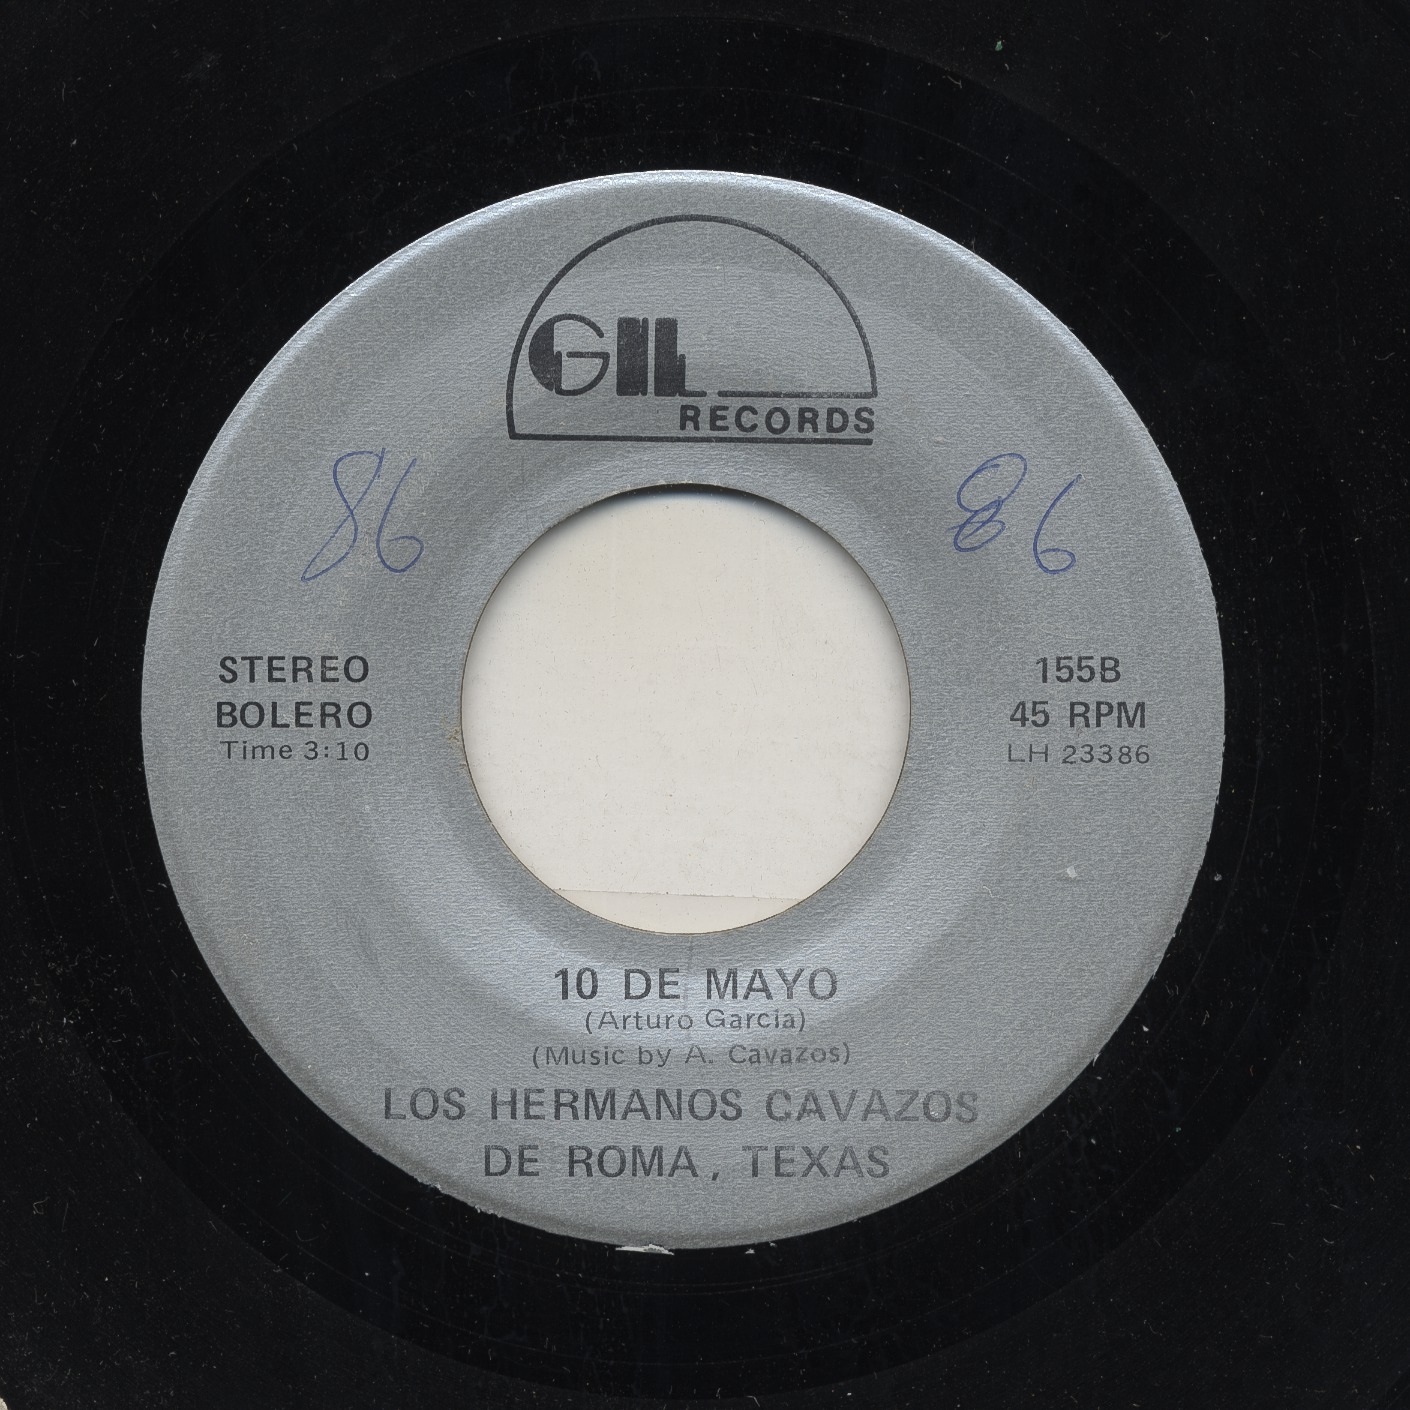 GIL
RECORDS
86
86
STEREO
BOLERO
Time 3:10
155B
45 RPM
LH 23386
10 DE MAYO
(Arturo Garcia)
(Music by A. Cavazos)
LOS HERMANOS CAVAZOS
DE ROMA, TEXAS